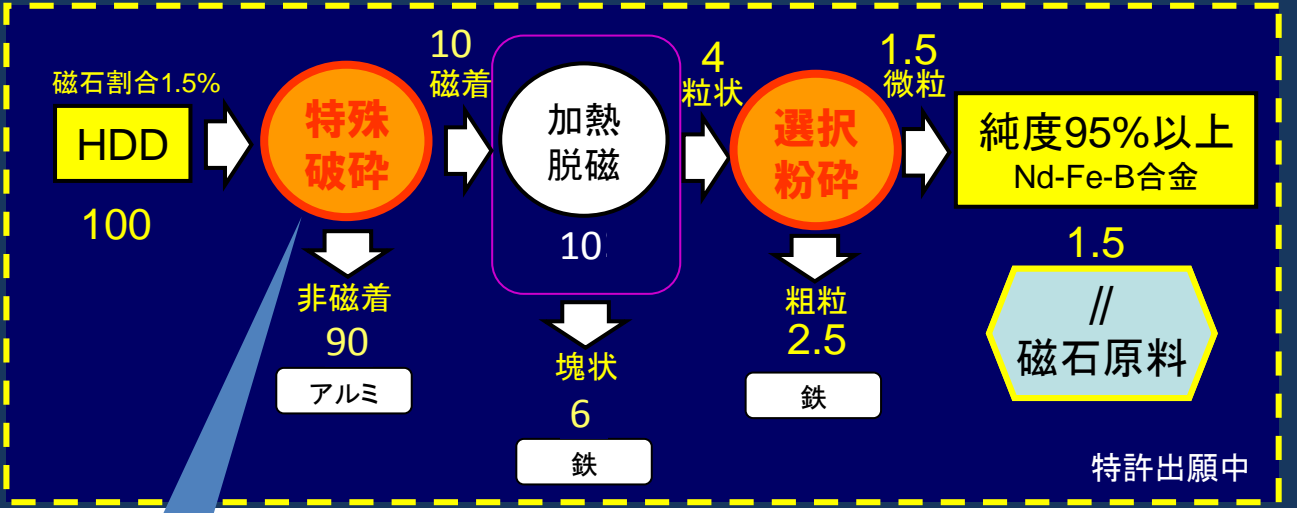 磁石割合1.5%
HDD
100
特殊
破砕
10
磁着
非磁着
90
アルミ
加熱
脱磁
10
塊状
6
鉄
4
粒状
選択
粉砕
粗粒
2.5
鉄
1.5
微粒
純度95%以上
Nd-Fe-B合金
1.5
//
磁石原料
特許出願中